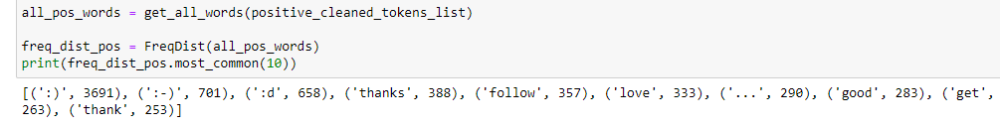 all_pos_words = get_all_words(positive_cleaned_tokens_list)
freq_dist_pos = FreqDist(all_pos_words)
print(freq_dist_pos.most_common(10))
[(':)', 3691), (':-)', 701), (':d', 658), ('thanks', 388), ('follow', 357), ('love', 333), ('...', 290), ('good', 283), ('get',
263), ('thank', 253)]